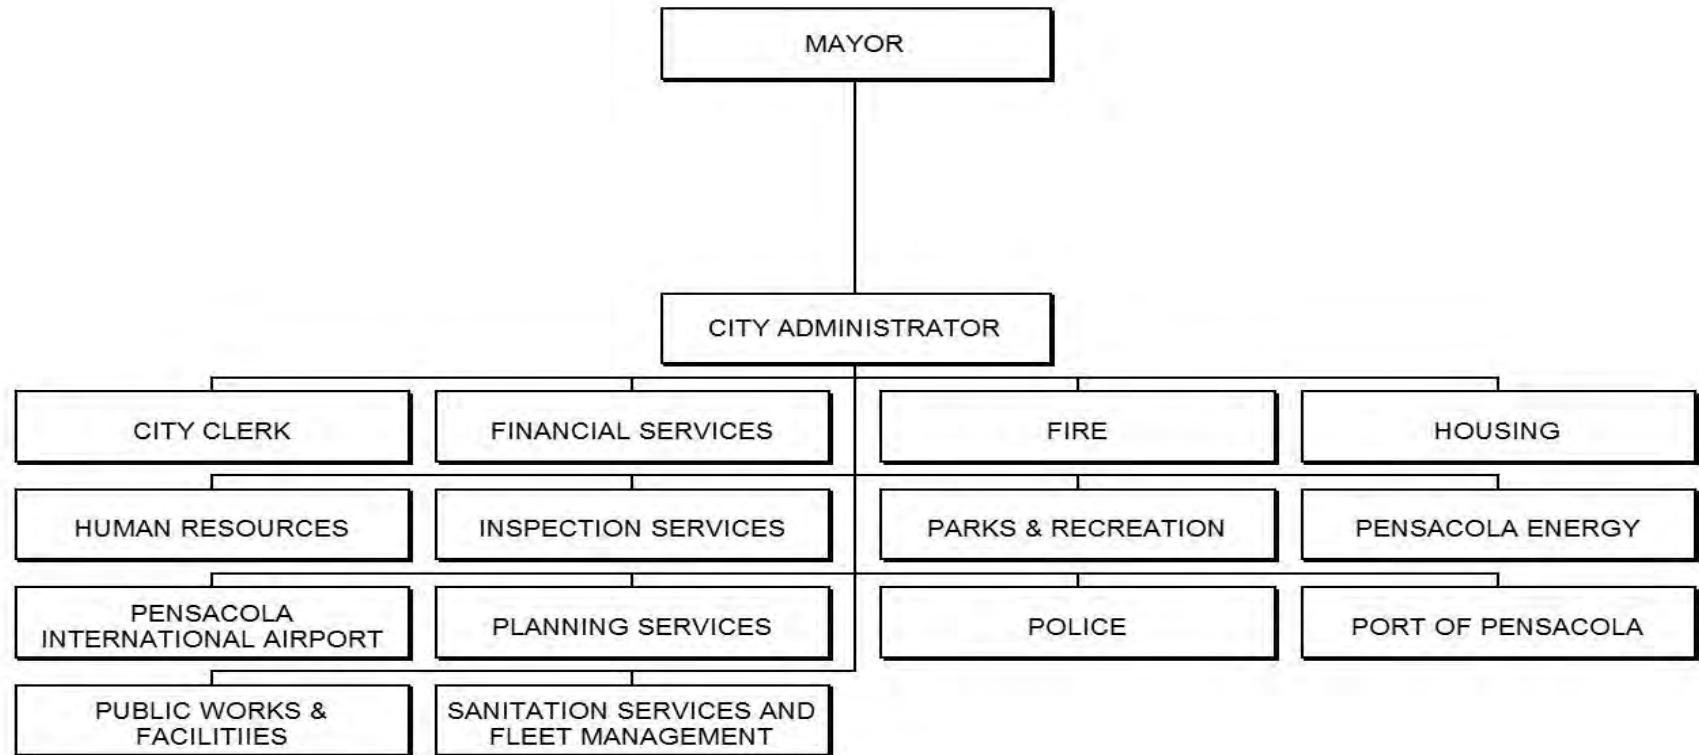 MAYOR
CITY ADMINISTRATOR
CITY CLERK
FINANCIAL SERVICES
FIRE
HOUSING
HUMAN RESOURCES
INSPECTION SERVICES
PARKS & RECREATION
PENSACOLA ENERGY
PENSACOLA
INTERNATIONAL AIRPORT
PLANNING SERVICES
POLICE
PORT OF PENSACOLA
PUBLIC WORKS &
FACILITIIES
SANITATION SERVICES AND
FLEET MANAGEMENT